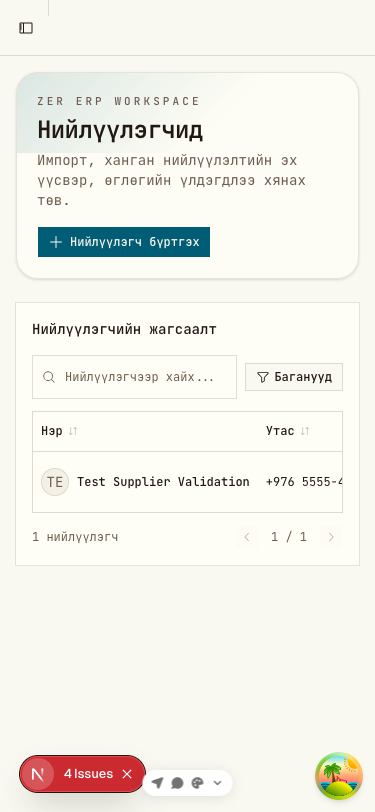 ZER ERP WORKSPACE
Нийлүүлэгчид
Импорт, ханган нийлүүлэлтийн эх
үүсвэр, өглөгийн үлдэгдлээ хянах
төв.
Нийлүүлэгч бүртгэх
Нийлүүлэгчийн жагсаалт
Нийлүүлэгчээр хайх...
Баганууд
Нэр Утас
TE Test Supplier Validation +976 5555-4
1 нийлүүлэгч 1 / 1
N 4 Issues